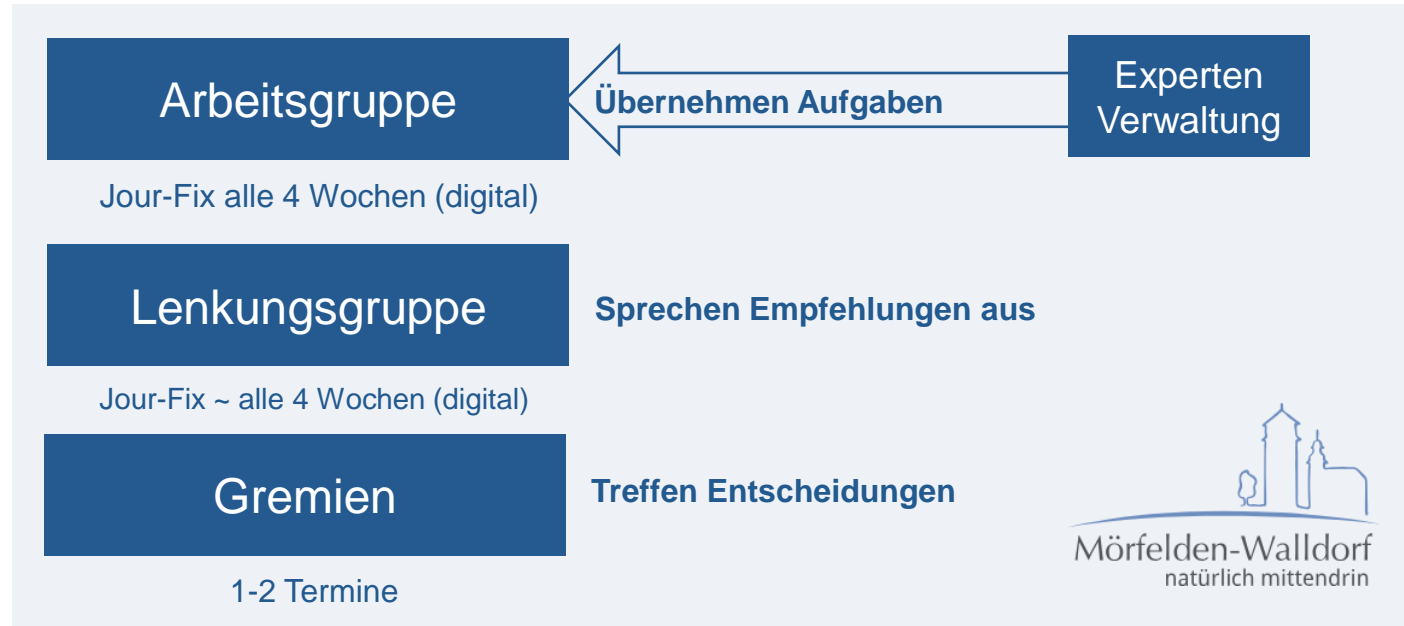 Arbeitsgruppe
Übernehmen Aufgaben
Experten
Verwaltung
Jour-Fix alle 4 Wochen (digital)
Lenkungsgruppe
Sprechen Empfehlungen aus
Jour-Fix ~ alle 4 Wochen (digital)
Gremien
Treffen Entscheidungen
1-2 Termine
Mörfelden-Walldorf
natürlich mittendrin